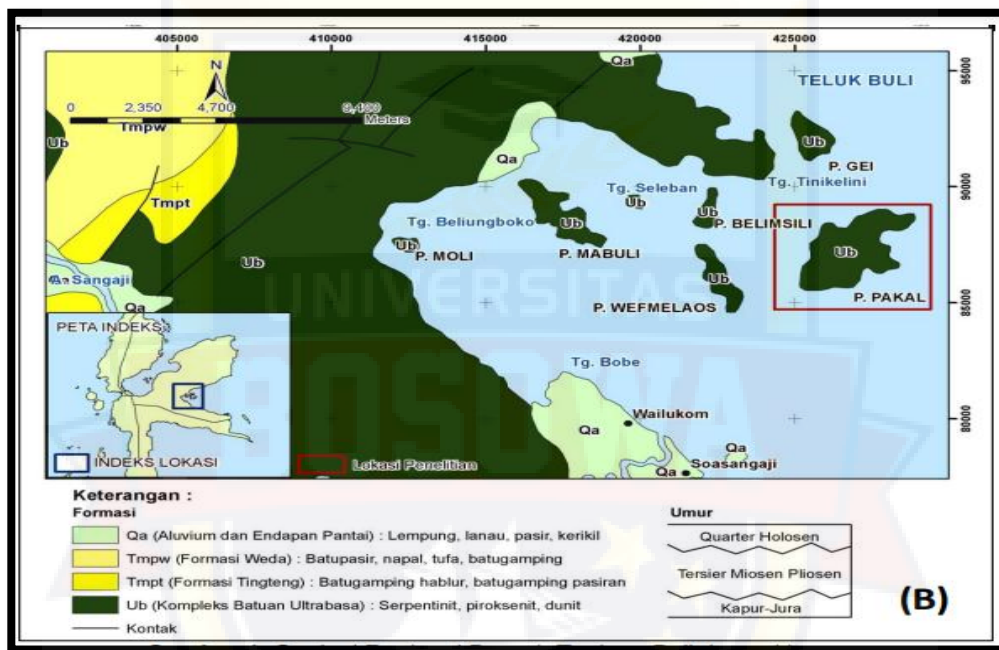 405000 410000 415000 420000 425000
Qa
TELUK BULI
95000
N
0 2,350 4,700 9,400
Meters
Tmpw
Ub
Ub
P. GEI
Qa
Tmpt
Tg. Seleban
Tg. Tinikelini
90000
Ub
Ub
P. BELIMSILI
Tg. Beliungboko
Ub
Ub
P. MOLI
P. MABULI
Ub
Ub
Sangaji
Ub
P. PAKAL
Qa
P. WEFMELAOS
85000
UNIVERSITAS
BOSOWA
PETA INDEKS
Tg. Bobe
Wailukom
80000
Qa
Qa
Soasangaji
Qa
INDEKS LOKASI
Lokasi Penelitian
Keterangan :
Formasi
Umur
Qa (Aluvium dan Endapan Pantai) : Lempung, lanau, pasir, kerikil
Quarter Holosen
Tmpw (Formasi Weda) : Batupasir, napal, tufa, batugamping
Tersier Miosen Pliosen
Tmpt (Formasi Tingteng) : Batugamping hablur, batugamping pasiran
Ub (Kompleks Batuan Ultrabasa) : Serpentinit, piroksenit, dunit
Kapur-Jura
Kontak
(B)